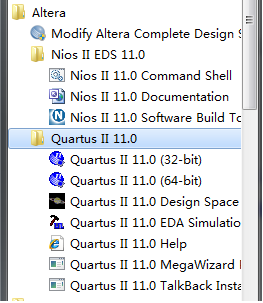 Altera
Modify Altera Complete Design S
Nios II EDS 11.0
Nios II 11.0 Command Shell
Nios II 11.0 Documentation
Nios II 11.0 Software Build To
Quartus II 11.0
Quartus II 11.0 (32-bit)
Quartus II 11.0 (64-bit)
Quartus II 11.0 Design Space
Quartus II 11.0 EDA Simulatio
Quartus II 11.0 Help
Quartus II 11.0 MegaWizard
Quartus II 11.0 TalkBack Insta